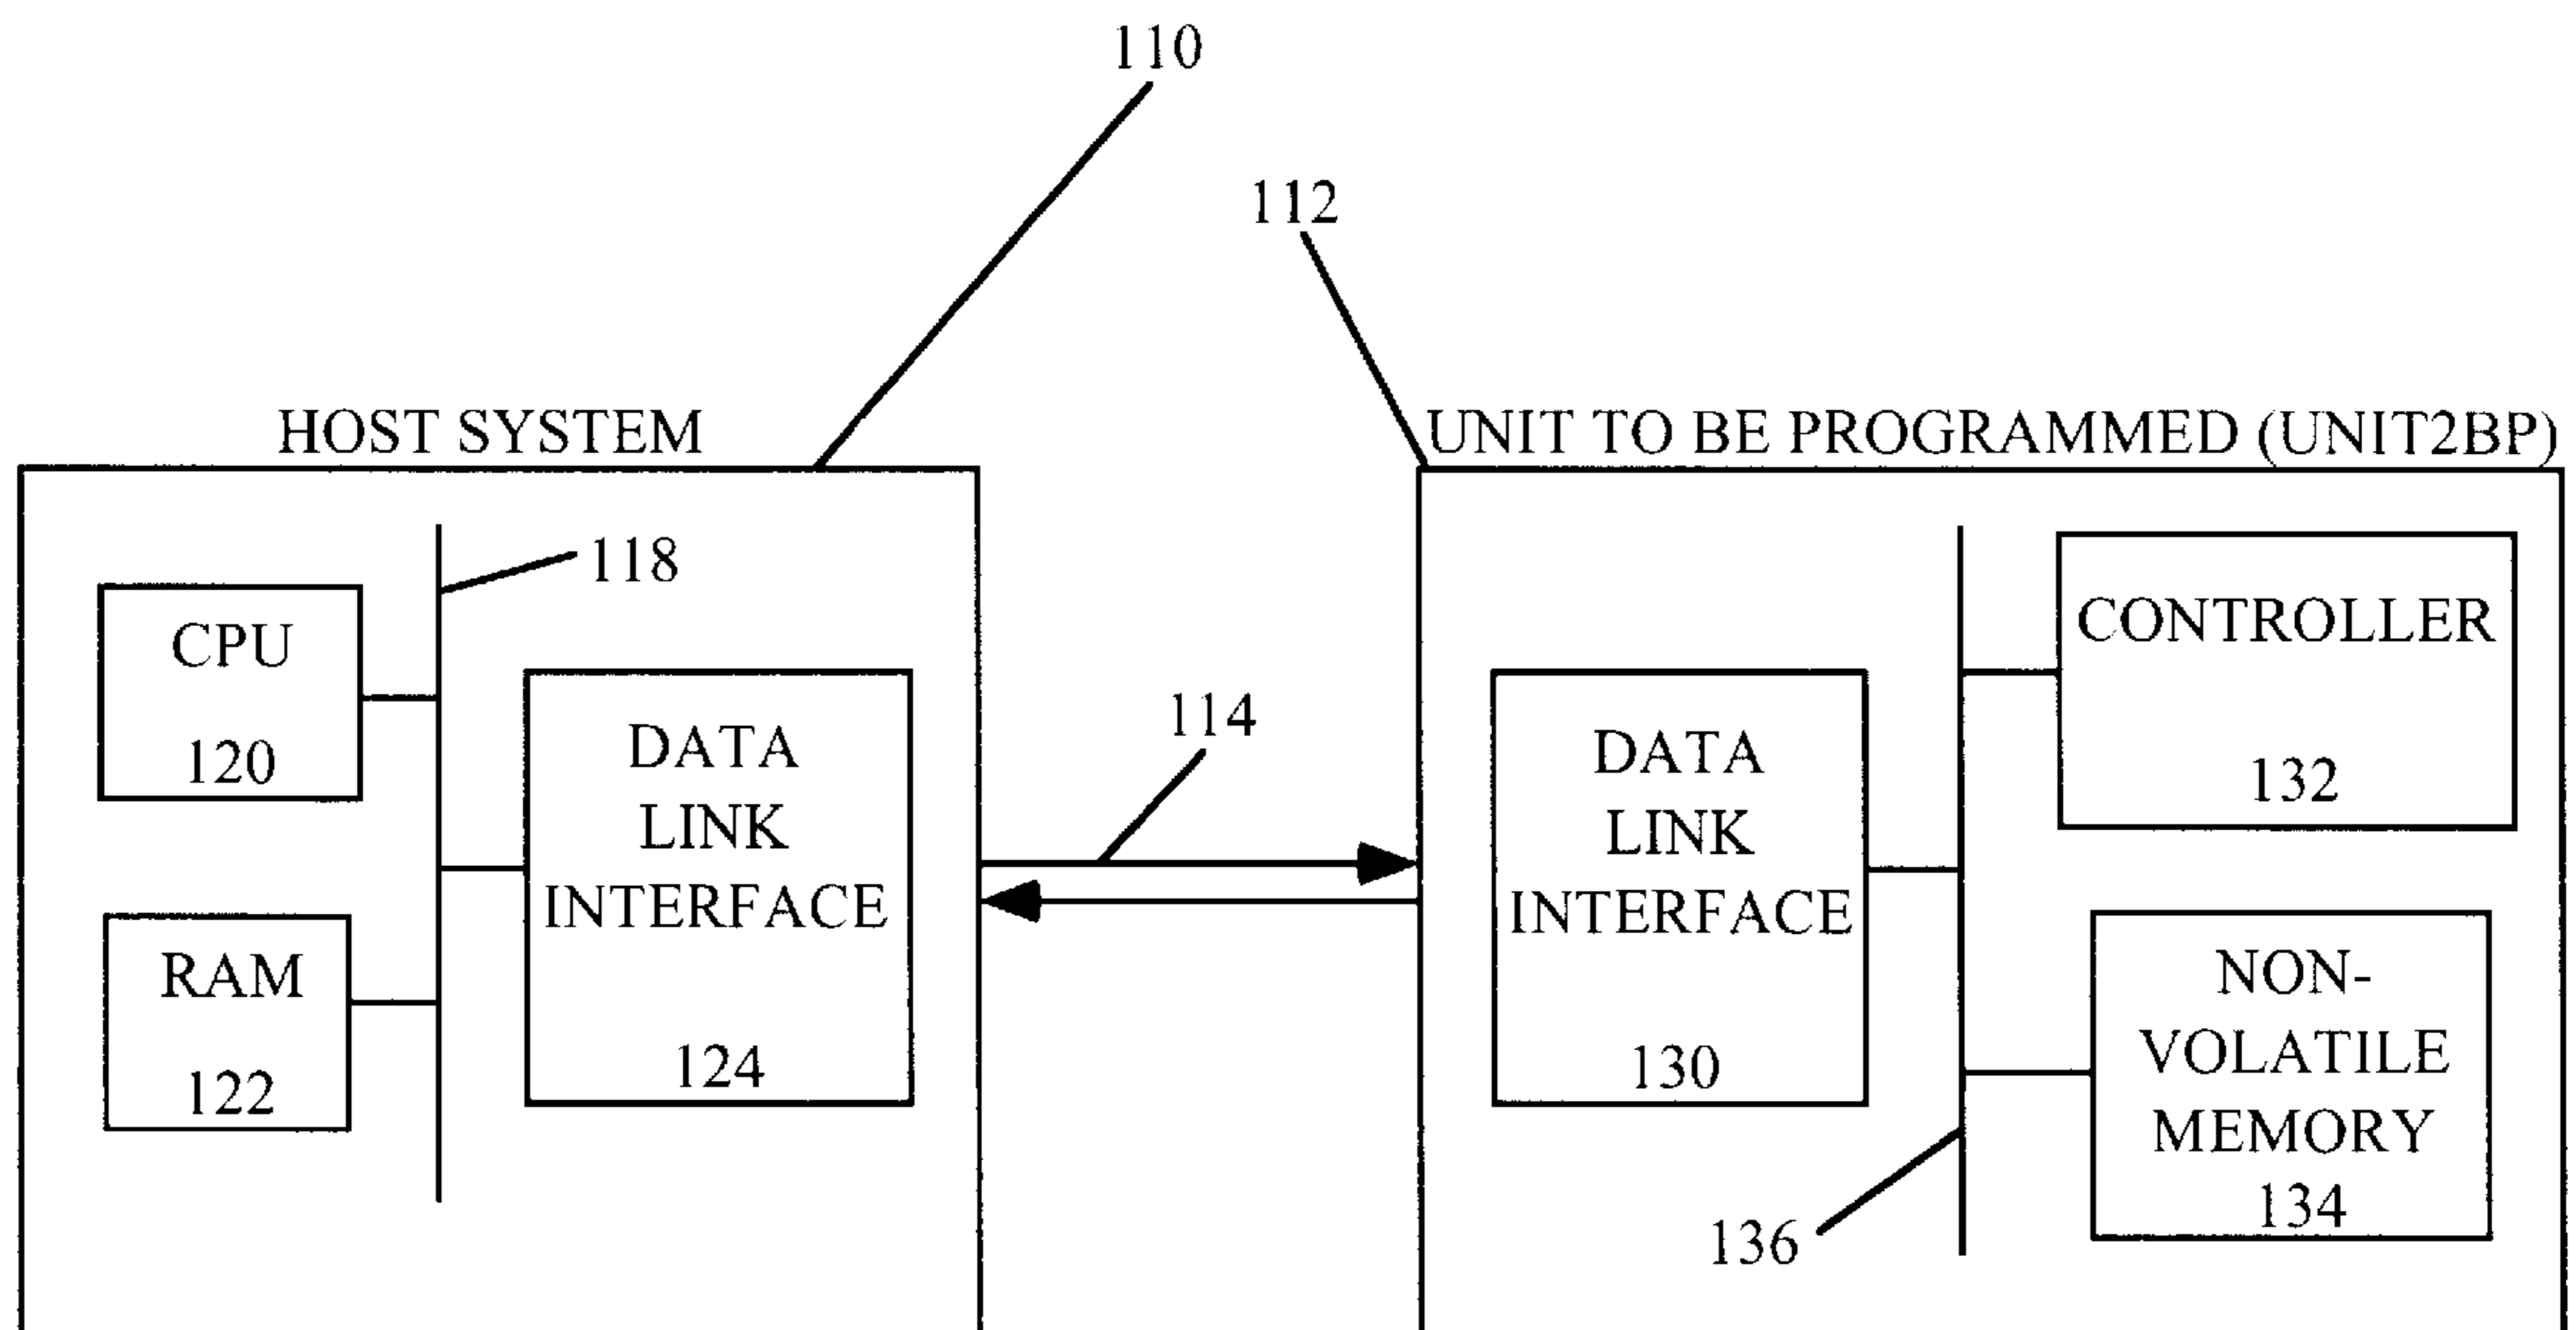 110
112
HOST SYSTEM
UNIT TO BE PROGRAMMED (UNIT2BP)
118
CPU
120
DATA
LINK
INTERFACE
124
RAM
122
114
DATA
LINK
INTERFACE
130
CONTROLLER
132
NON-
VOLATILE
MEMORY
134
136